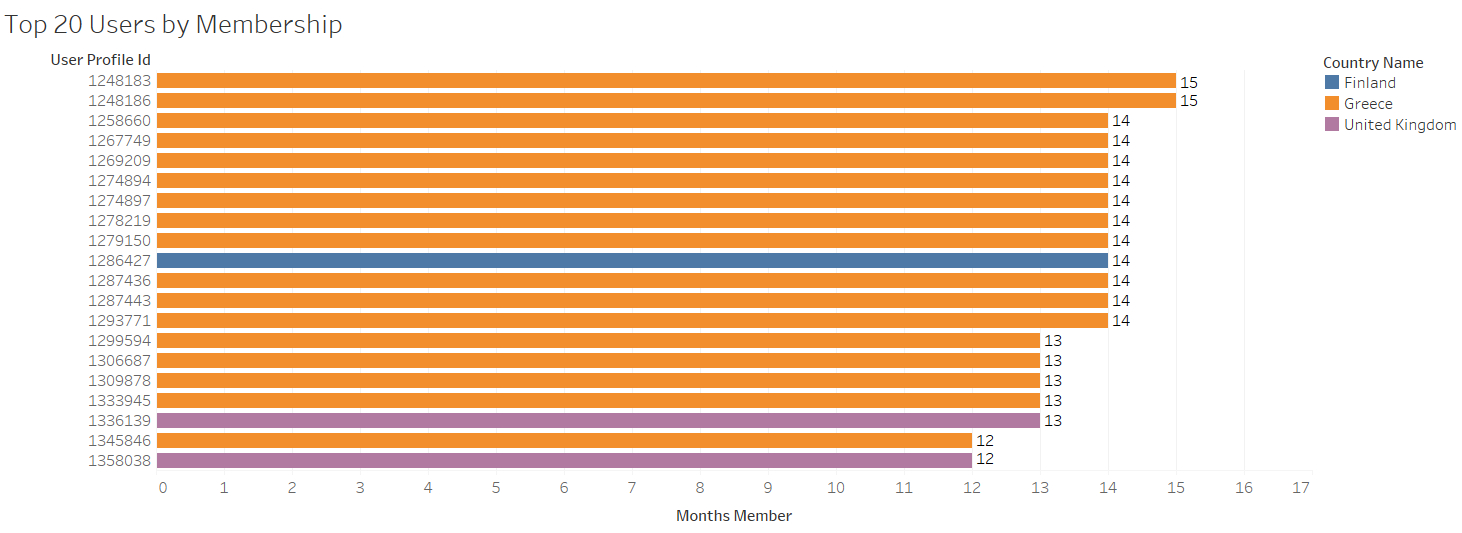 Top 20 Users by Membership
User Profile Id
1248183 15
1248186 15
1258660 14
1267749 14
1269209 14
1274894 14
1274897 14
1278219 14
1279150 14
1286427 14
1287436 14
1287443 14
1293771 14
1299594 13
1306687 13
1309878 13
1333945 13
1336139 13
1345846 12
1358038 12
0 1 2 3 4 5 6 7 8 9 10 11 12 13 14 15 16 17
Months Member
Country Name
Finland
Greece
United Kingdom